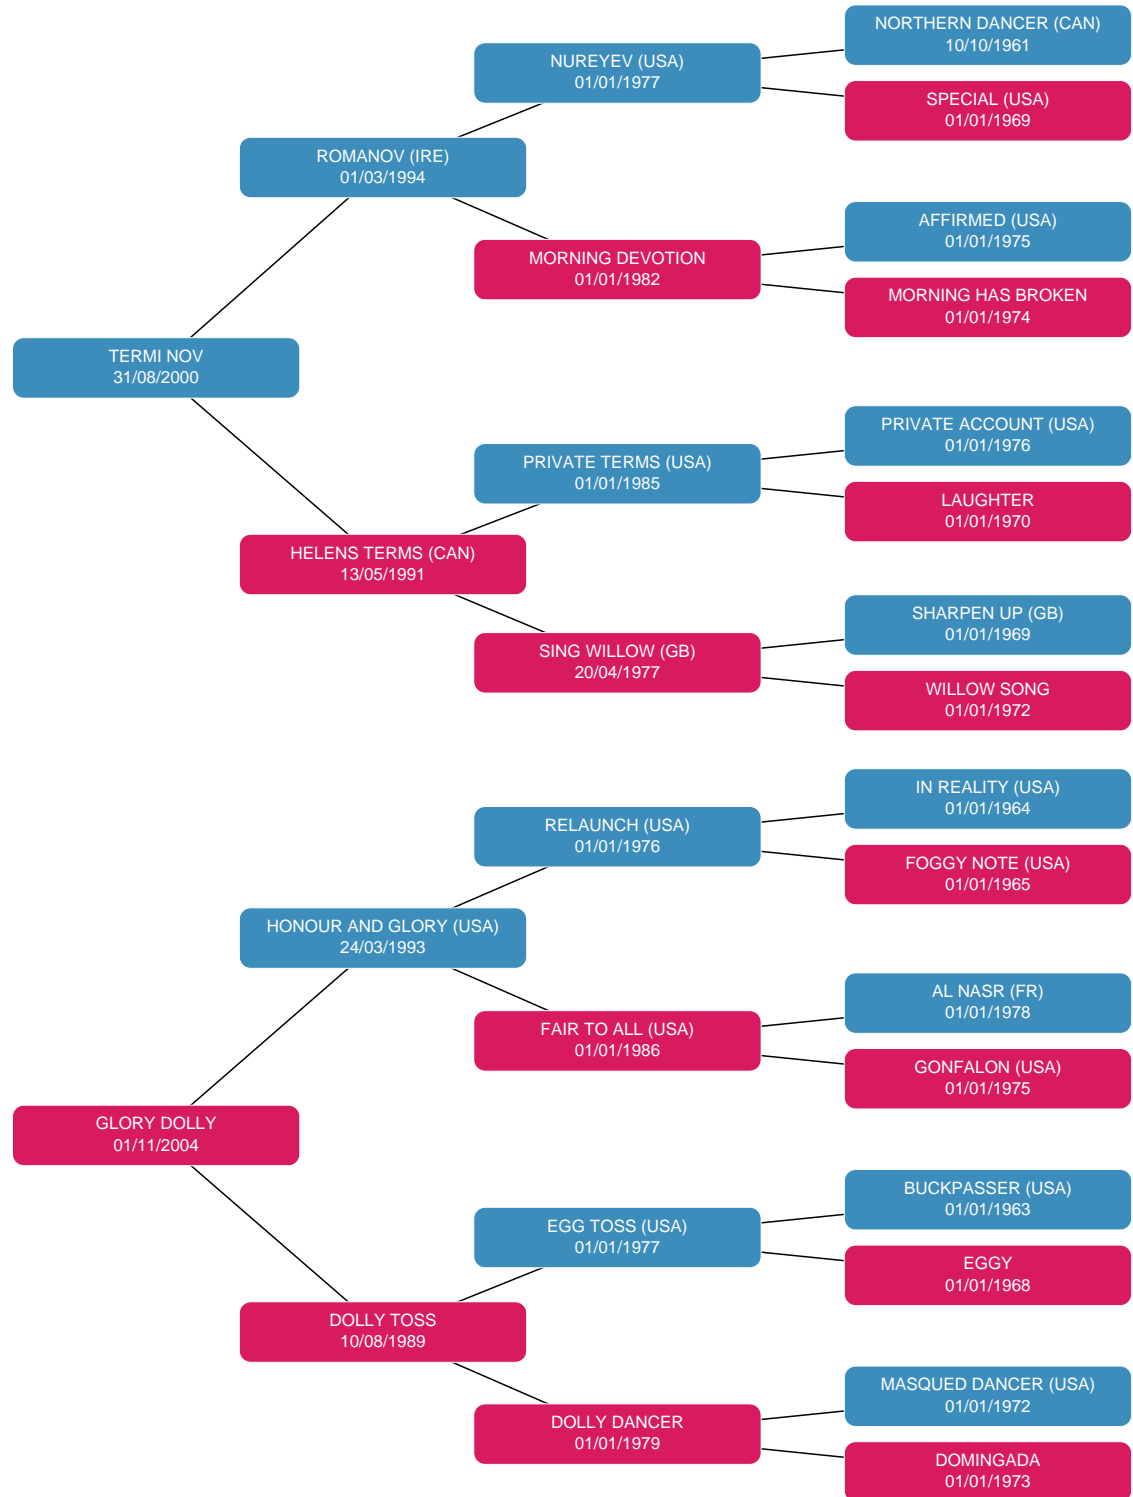 NORTHERN DANCER (CAN)
10/10/1961
NUREYEV (USA)
01/01/1977
SPECIAL (USA)
01/01/1969
ROMANOV (IRE)
01/03/1994
AFFIRMED (USA)
01/01/1975
MORNING DEVOTION
01/01/1982
MORNING HAS BROKEN
01/01/1974
TERMI NOV
31/08/2000
PRIVATE ACCOUNT (USA)
01/01/1976
PRIVATE TERMS (USA)
01/01/1985
LAUGHTER
01/01/1970
HELENS TERMS (CAN)
13/05/1991
SHARPEN UP (GB)
01/01/1969
SING WILLOW (GB)
20/04/1977
WILLOW SONG
01/01/1972
IN REALITY (USA)
01/01/1964
RELAUNCH (USA)
01/01/1976
FOGGY NOTE (USA)
01/01/1965
HONOUR AND GLORY (USA)
24/03/1993
AL NASR (FR)
01/01/1978
FAIR TO ALL (USA)
01/01/1986
GONFALON (USA)
01/01/1975
GLORY DOLLY
01/11/2004
BUCKPASSER (USA)
01/01/1963
EGG TOSS (USA)
01/01/1977
EGGY
01/01/1968
DOLLY TOSS
10/08/1989
MASQUED DANCER (USA)
01/01/1972
DOLLY DANCER
01/01/1979
DOMINGADA
01/01/1973